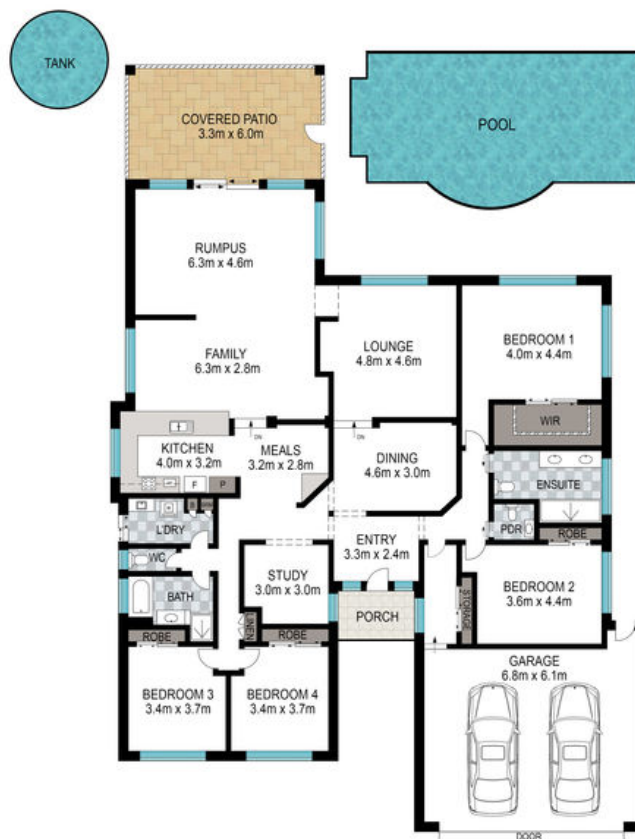 TANK
COVERED PATIO
3.3m x 6.0m
POOL
RUMPUS
6.3m x 4.6m
LOUNGE
4.8m x 4.6m
BEDROOM 1
4.0m x 4.4m
FAMILY
6.3m x 2.8m
WIR
DN
DN
KITCHEN
4.0m x 3.2m
MEALS
3.2m x 2.8m
DINING
4.6m x 3.0m
F
P
ENSUITE
L'DRY
PDR
ENTRY
3.3m x 2.4m
ROBE
WC
STUDY
3.0m x 3.0m
BEDROOM 2
3.6m x 4.4m
BATH
STORAGE
PORCH
LINEN
ROBE
ROBE
GARAGE
6.8m x 6.1m
BEDROOM 3
3.4m x 3.7m
BEDROOM 4
3.4m x 3.7m
DOOR